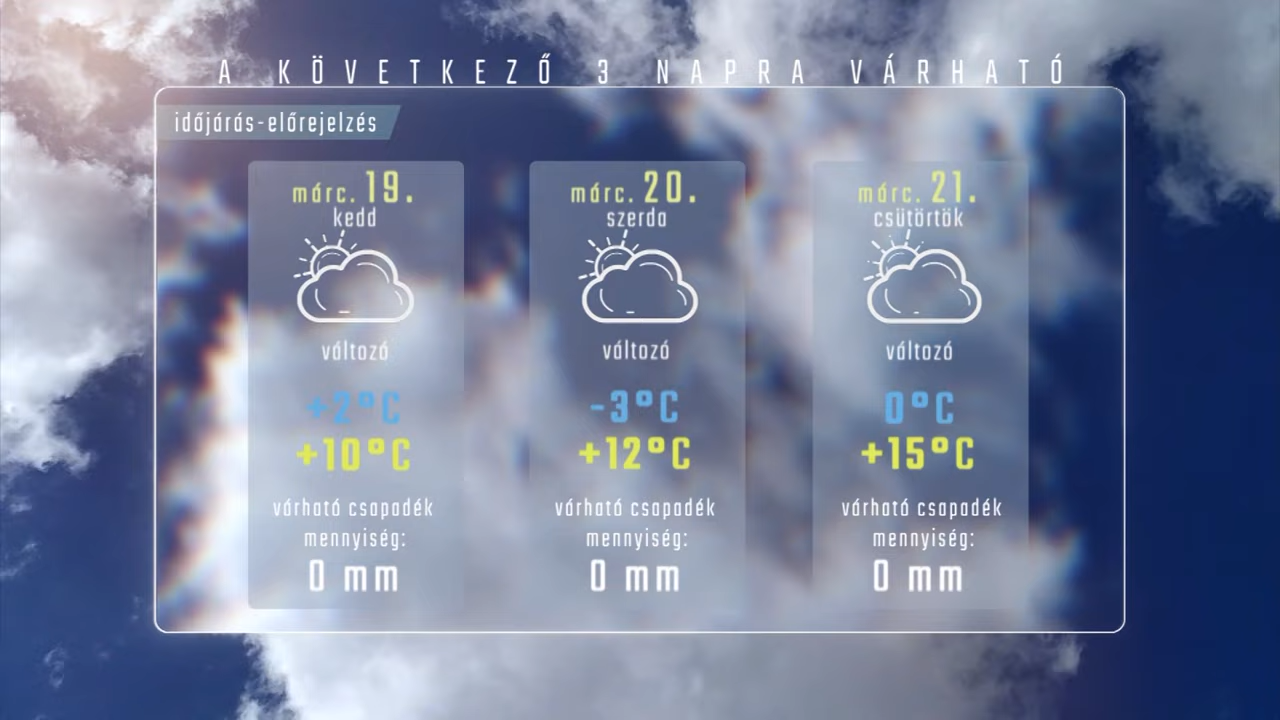 A KÖVETKEZŐ 3 NAPRA VÁRHATÓ
időjárás-előrejelzés
márc. 19.
kedd
változó
+2°C
+10°C
várható csapadék
mennyiség:
0 mm
márc. 20.
szerda
változó
-3°C
+12°C
várható csapadék
mennyiség:
0 mm
márc. 21.
csütörtök
változó
0°C
+15°C
várható csapadék
mennyiség:
0 mm